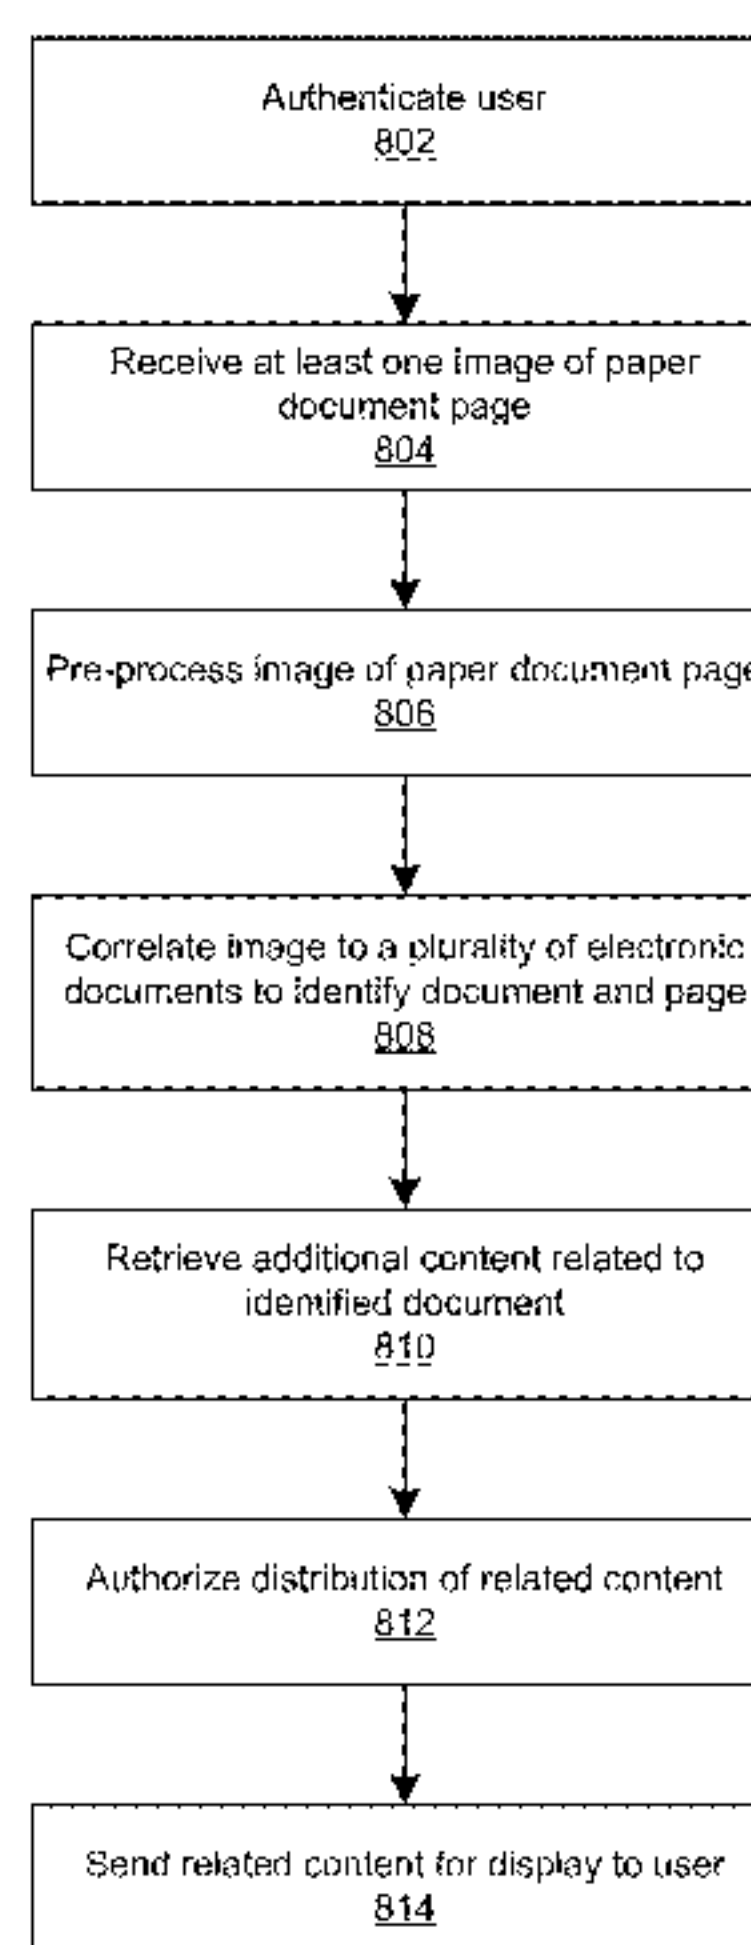 Authenticate user
802
Receive at least one image of paper
document page
804
Pre-process image of paper document page
806
Correlate image to a plurality of electronic
documents to identify document and page
808
Retrieve additional content related to
identified document
810
Authorize distribution of related content
812
Send related content for display to user
814